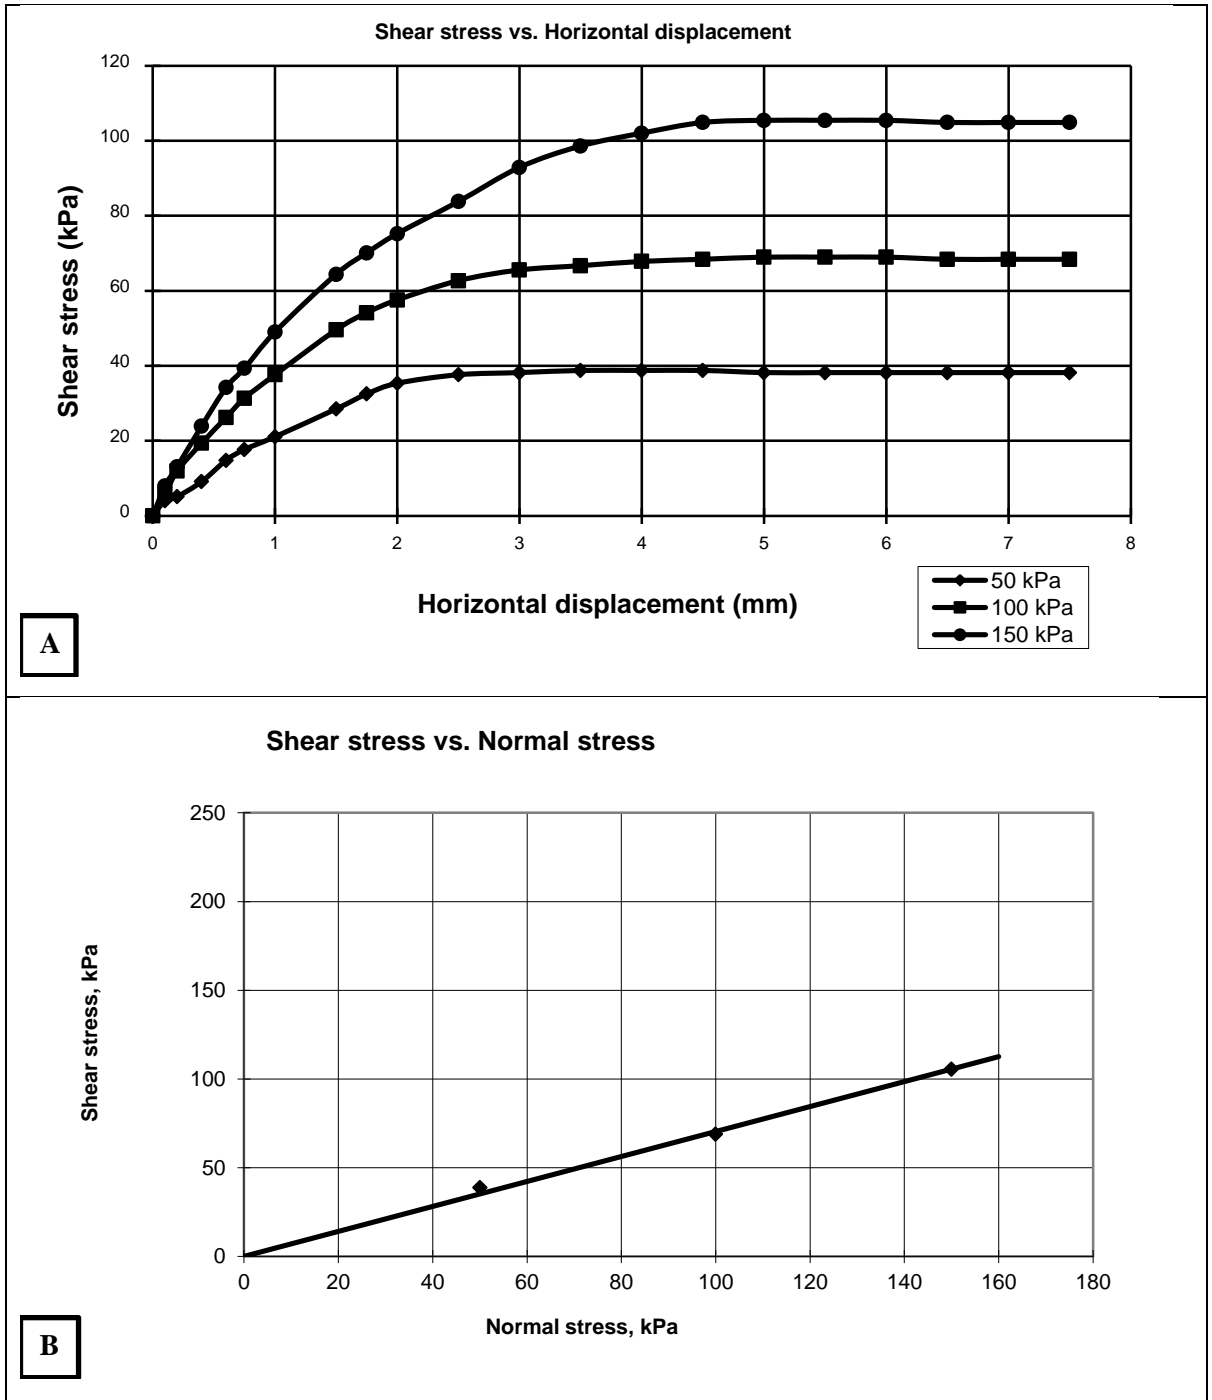 Shear stress vs. Horizontal displacement
120
100
80
60
40
20
0
Shear stress (kPa)
0 1 2 3 4 5 6 7 8
Horizontal displacement (mm)
50 kPa
100 kPa
150 kPa
A
Shear stress vs. Normal stress
250
200
150
100
50
0
Shear stress, kPa
0 20 40 60 80 100 120 140 160 180
Normal stress, kPa
B